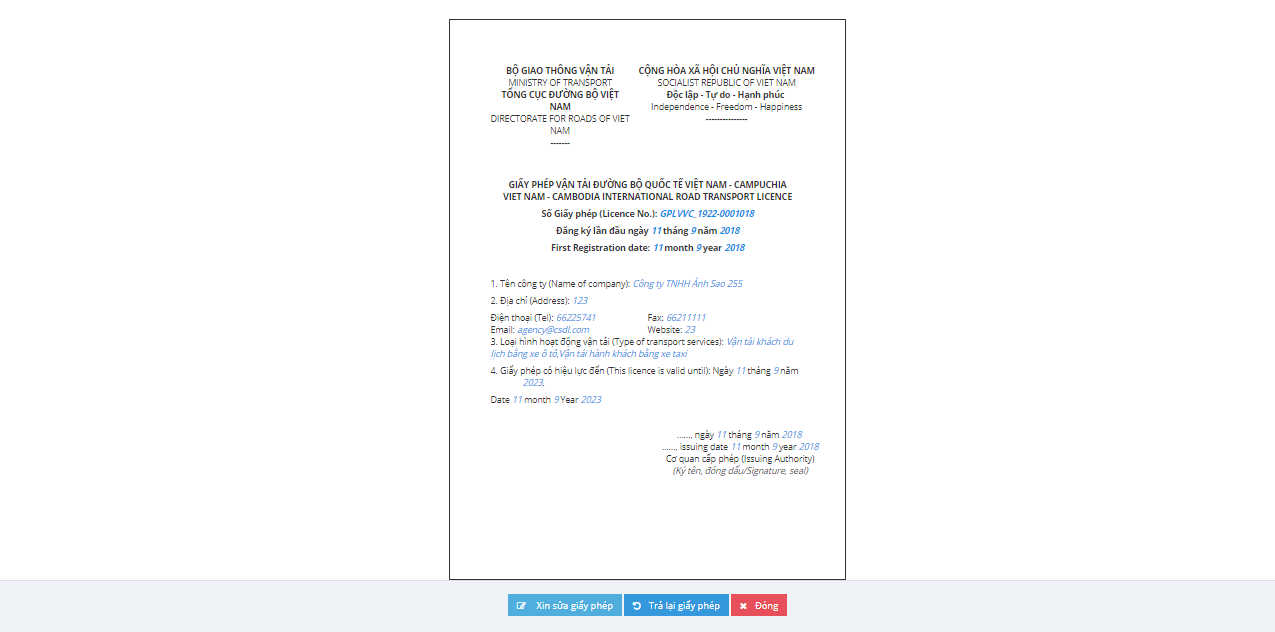 BỘ GIAO THÔNG VẬN TẢI
MINISTRY OF TRANSPORT
TỔNG CỤC ĐƯỜNG BỘ VIỆT
NAM
DIRECTORATE FOR ROADS OF VIET
NAM
-------
CỘNG HÒA XÃ HỘI CHỦ NGHĨA VIỆT NAM
SOCIALIST REPUBLIC OF VIET NAM
Độc lập - Tự do - Hạnh phúc
Independence - Freedom - Happiness
---------------
GIẤY PHÉP VẬN TẢI ĐƯỜNG BỘ QUỐC TẾ VIỆT NAM - CAMPUCHIA
VIET NAM - CAMBODIA INTERNATIONAL ROAD TRANSPORT LICENCE
Số Giấy phép (Licence No.): GPLVVC_1922-0001018
Đăng ký lần đầu ngày 11 tháng 9 năm 2018
First Registration date: 11 month 9 year 2018
1. Tên công ty (Name of company): Công ty TNHH Ánh Sao 255
2. Địa chỉ (Address): 123
Điện thoại (Tel): 66225741 Fax: 66211111
Email: agency@csdl.com Website: 23
3. Loại hình hoạt động vận tải (Type of transport services): Vận tải khách du
lịch bằng xe ô tô,Vận tải hành khách bằng xe taxi
4. Giấy phép có hiệu lực đến (This licence is valid until): Ngày 11 tháng 9 năm
2023.
Date 11 month 9 Year 2023
......, ngày 11 tháng 9 năm 2018
......, issuing date 11 month 9 year 2018
Cơ quan cấp phép (Issuing Authority)
(Ký tên, đóng dấu/Signature, seal)
Xin sửa giấy phép Trả lại giấy phép Đóng